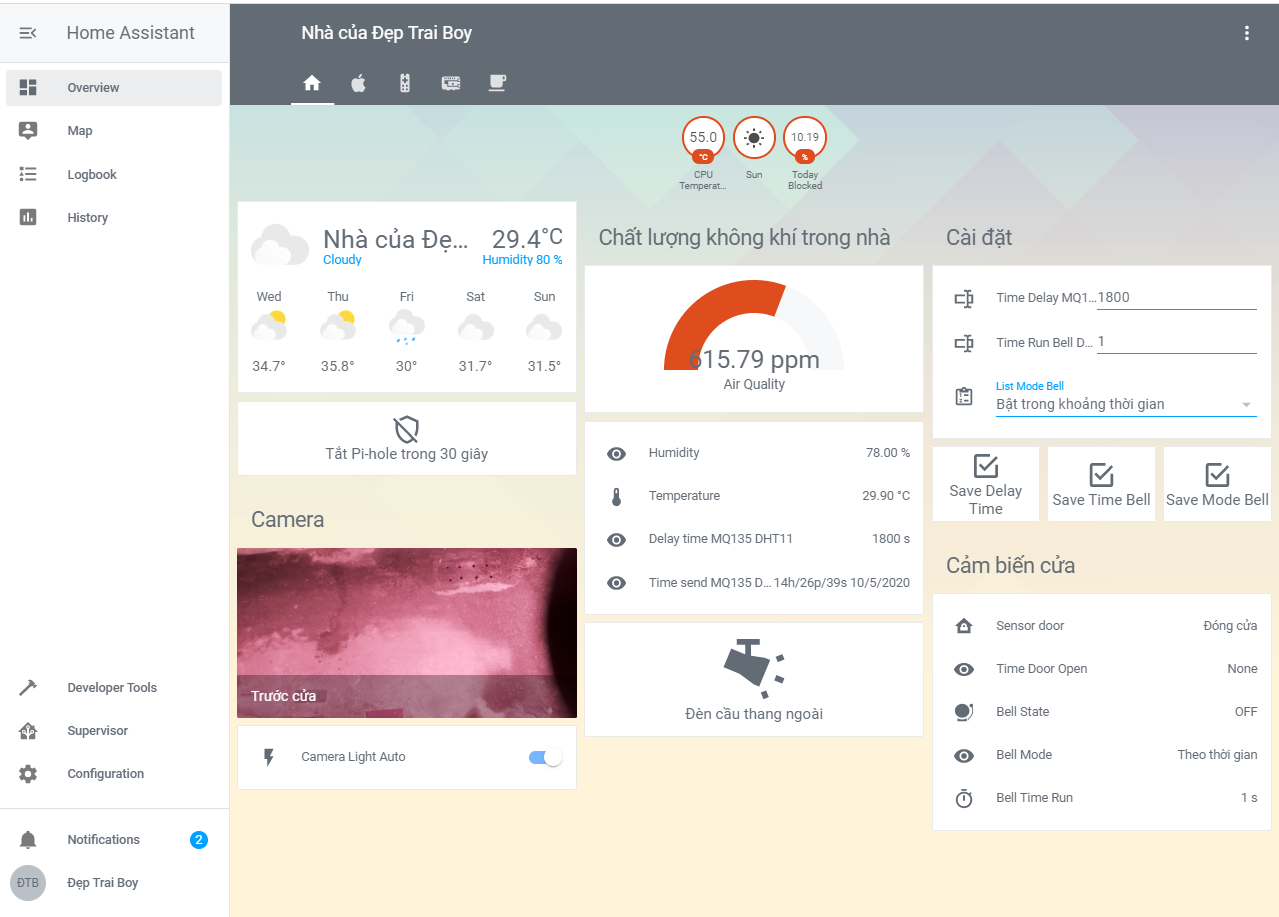 Home Assistant
Nhà của Đẹp Trai Boy
Overview
Map
Logbook
History
Developer Tools
Supervisor
Configuration
Notifications
2
ĐTB
Đẹp Trai Boy
55.0
°C
CPU
Temperat...
Sun
10.19
%
Today
Blocked
Nhà của Đẹ...
29.4°C
Cloudy
Humidity 80 %
Wed Thu Fri Sat Sun
34.7° 35.8° 30° 31.7° 31.5°
Tắt Pi-hole trong 30 giây
Camera
Trước cửa
Camera Light Auto
Chất lượng không khí trong nhà
615.79 ppm
Air Quality
Humidity 78.00 %
Temperature 29.90 °C
Delay time MQ135 DHT11 1800 s
Time send MQ135 D... 14h/26p/39s 10/5/2020
Đèn cầu thang ngoài
Cài đặt
Time Delay MQ1... 1800
Time Run Bell D... 1
List Mode Bell
Bật trong khoảng thời gian
Save Delay
Time
Save Time Bell
Save Mode Bell
Cảm biến cửa
Sensor door Đóng cửa
Time Door Open None
Bell State OFF
Bell Mode Theo thời gian
Bell Time Run 1 s